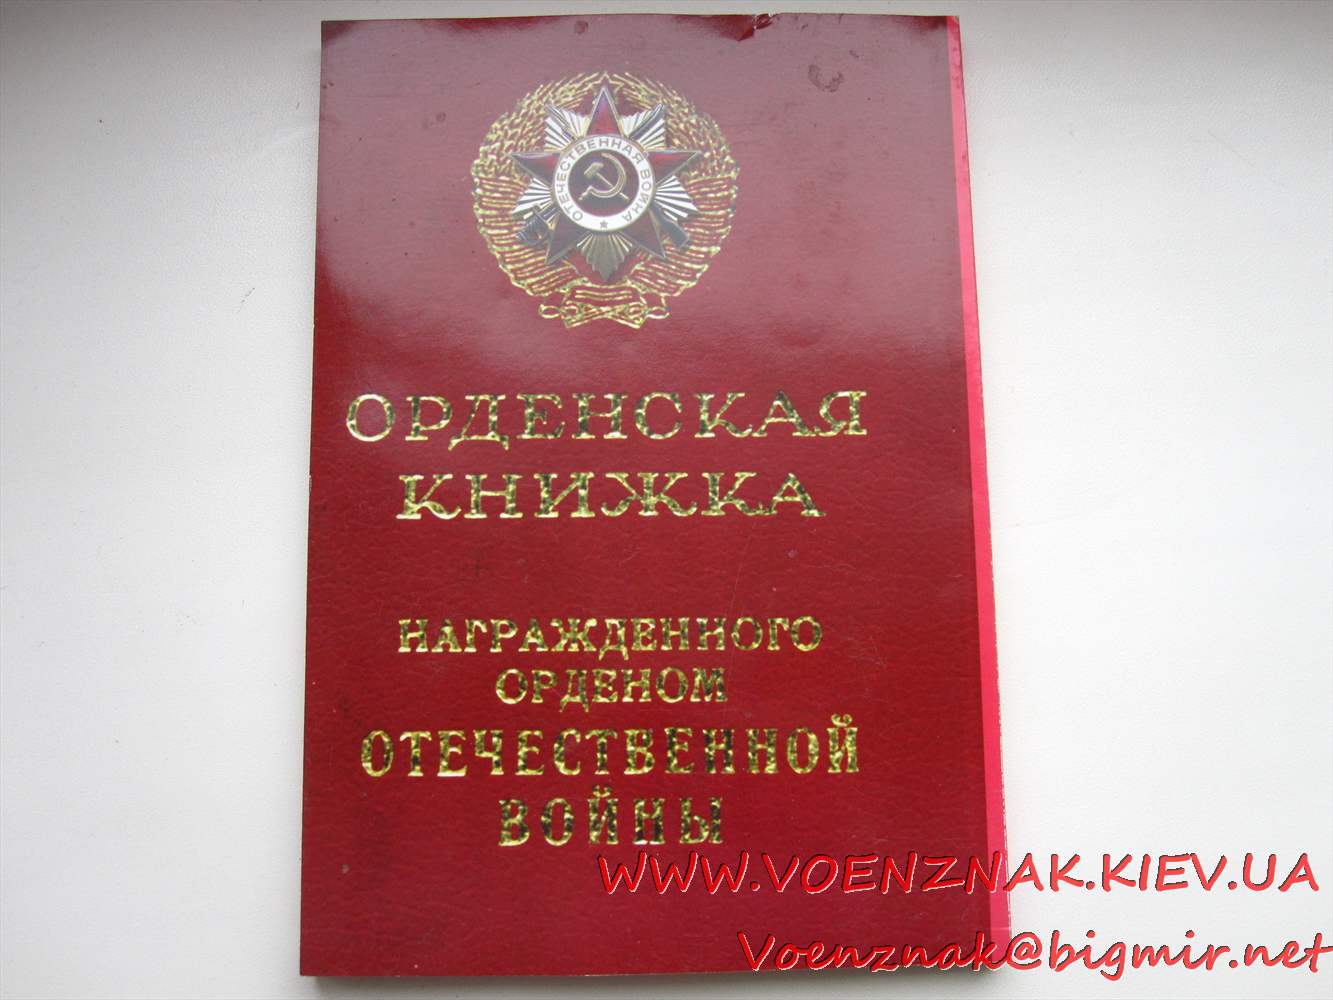 ОТЕЧЕСТВЕННАЯ ВОЙНА
ОРДЕНСКАЯ
КНИЖКА
НАГРАЖДЕННОГО
ОРДЕНОМ
ОТЕЧЕСТВЕННОЙ
ВОЙНЫ
WWW.VOENZNAK.KIEV.UA
Voenznak@bigmir.net